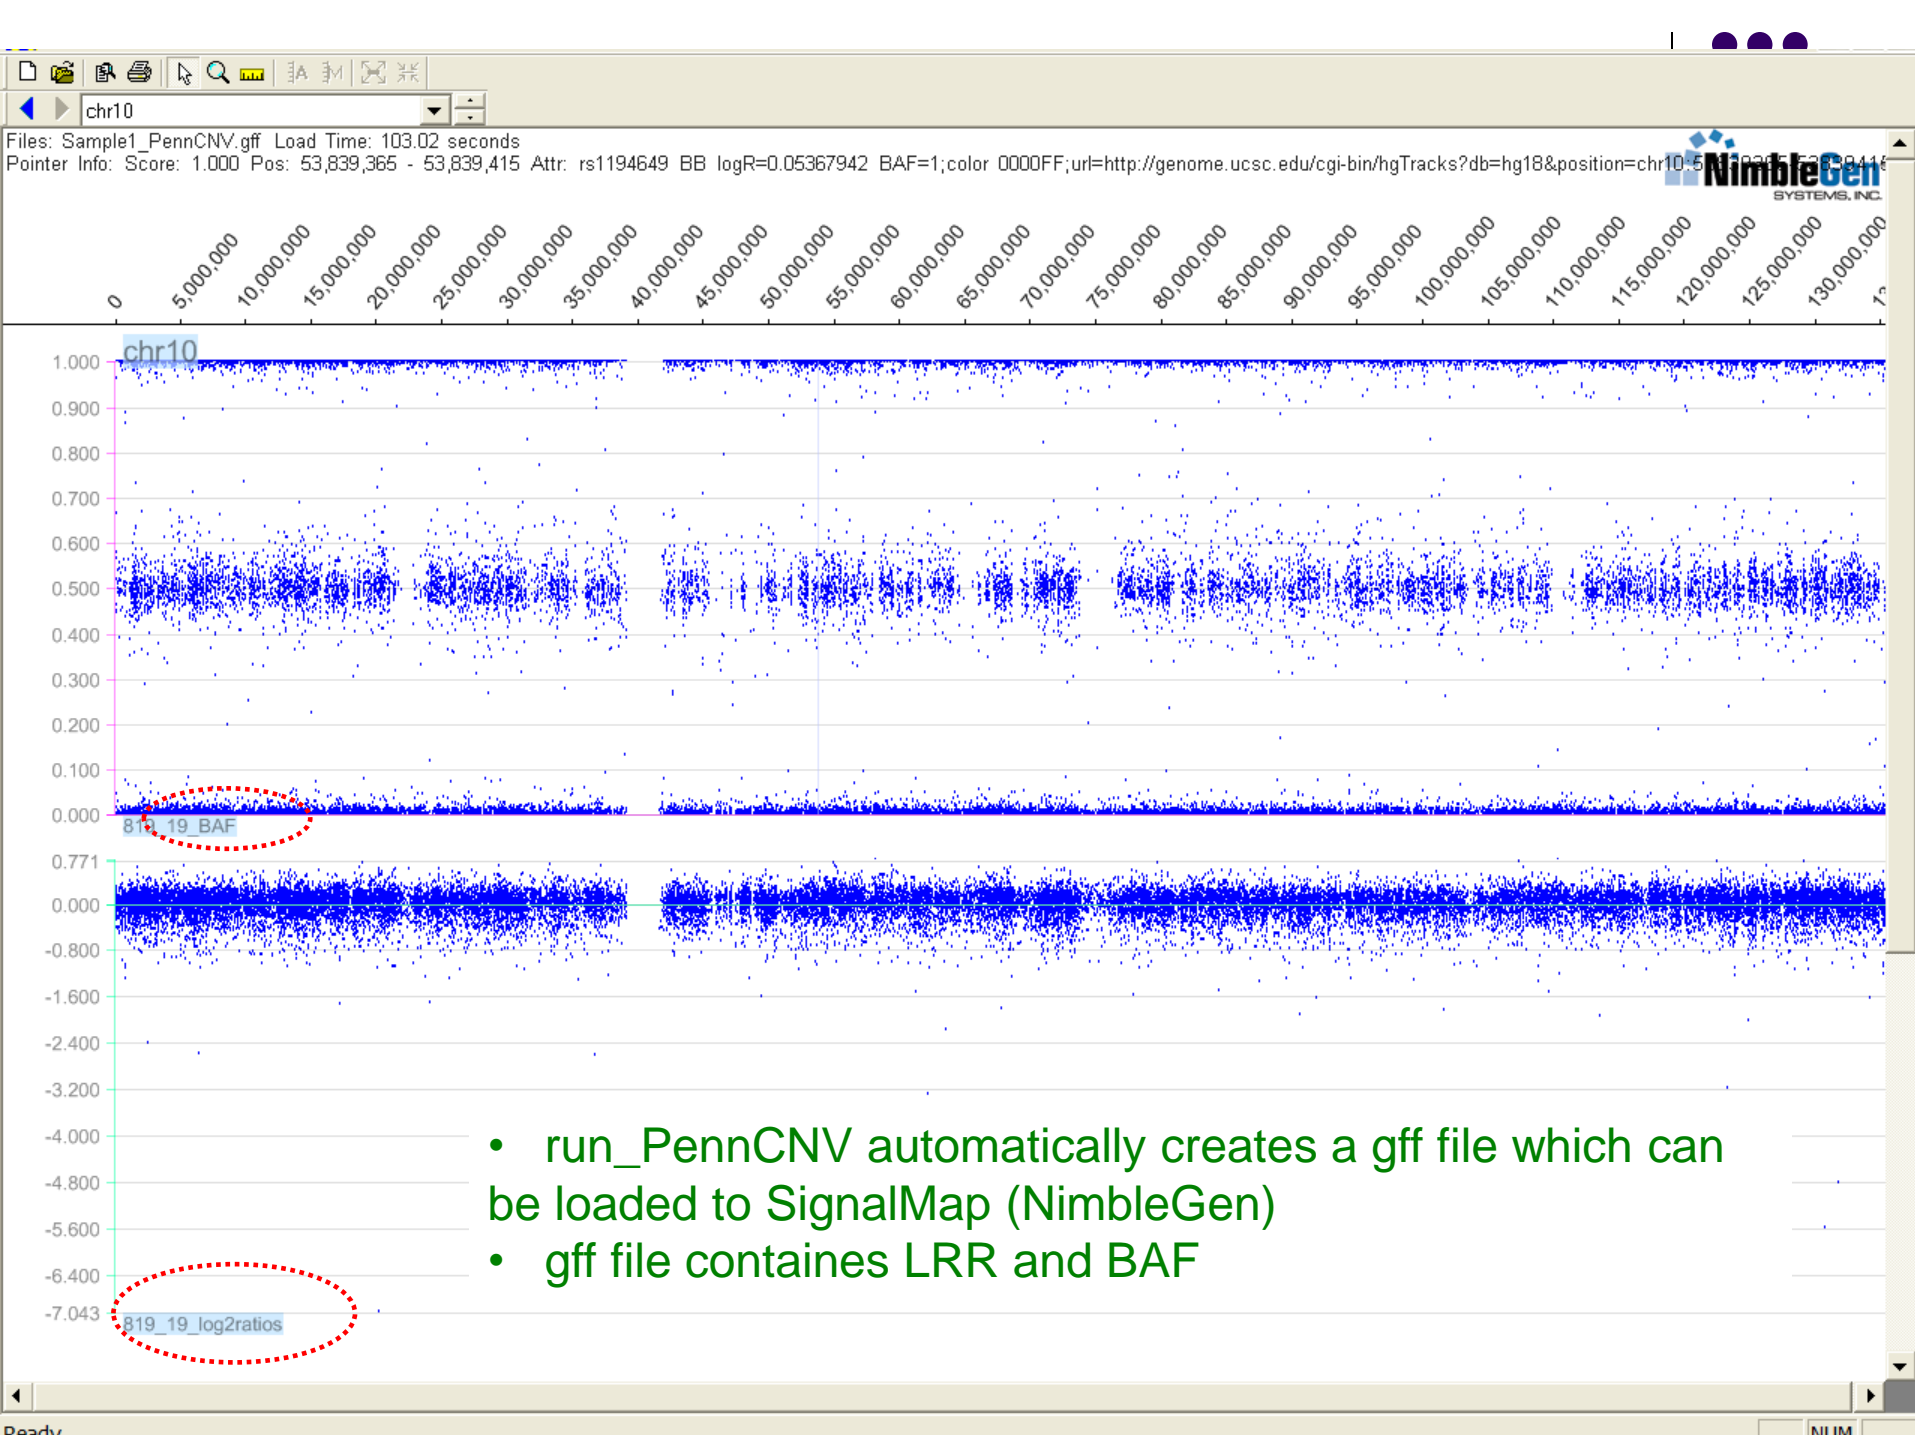 chr10
Files: Sample1_PennCNV.gff Load Time: 103.02 seconds
Pointer Info: Score: 1.000 Pos: 53,839,365 - 53,839,415 Attr: rs1194649 BB logR=0.05367942 BAF=1;color 0000FF;url=http://genome.ucsc.edu/cgi-bin/hgTracks?db=hg18&position=chr10:
NimbleGen
SYSTEMS, INC.
0 5,000,000 10,000,000 15,000,000 20,000,000 25,000,000 30,000,000 35,000,000 40,000,000 45,000,000 50,000,000 55,000,000 60,000,000 65,000,000 70,000,000 75,000,000 80,000,000 85,000,000 90,000,000 95,000,000 100,000,000 105,000,000 110,000,000 115,000,000 120,000,000 125,000,000 130,000,000
chr10
1.000
0.900
0.800
0.700
0.600
0.500
0.400
0.300
0.200
0.100
0.000
819_19_BAF
0.771
0.000
-0.800
-1.600
-2.400
-3.200
-4.000
-4.800
-5.600
-6.400
-7.043
819_19_log2ratios
• run_PennCNV automatically creates a gff file which can
be loaded to SignalMap (NimbleGen)
• gff file containes LRR and BAF
Ready
NUM